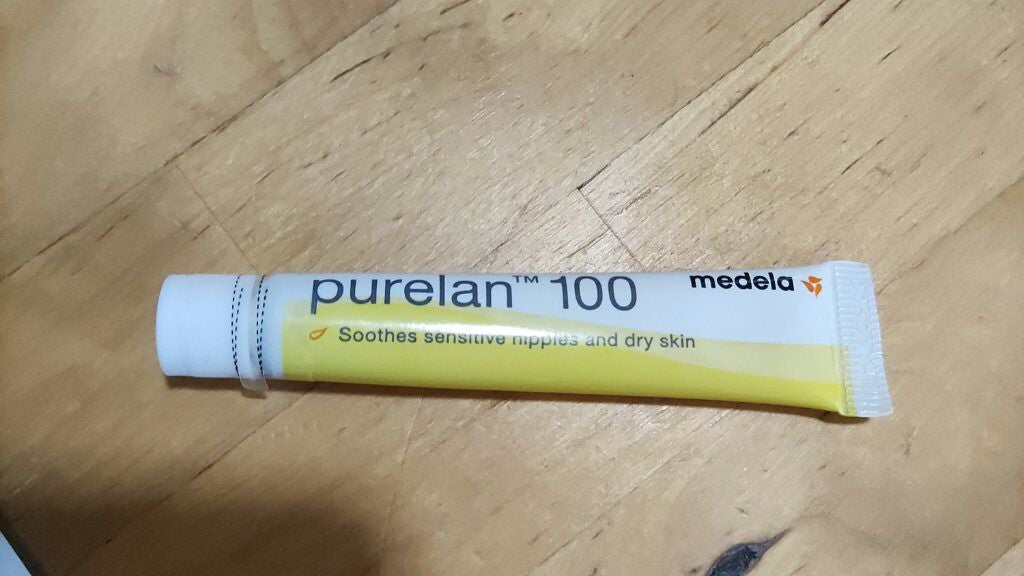 purelan™ 100
medela
Soothes sensitive nipples and dry skin